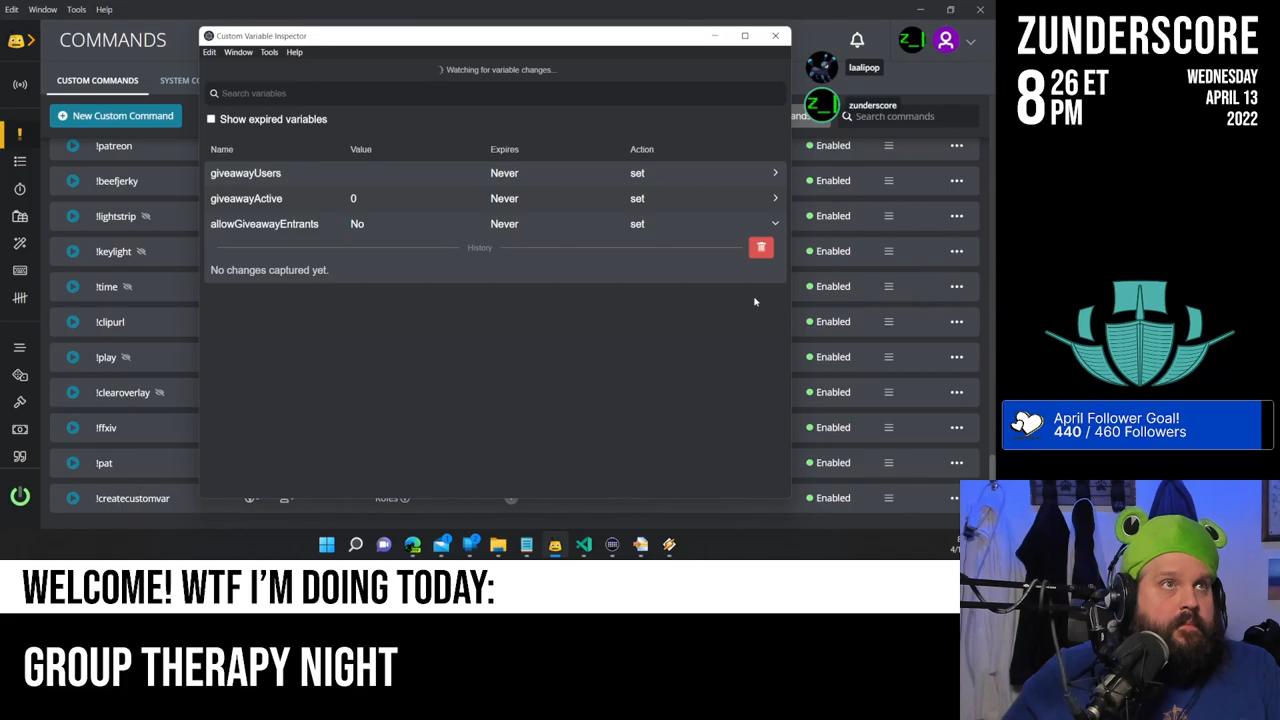 Edit Window Tools Help
COMMANDS
CUSTOM COMMANDS SYSTEM CO
New Custom Command
Search commands
Custom Variable Inspector
Edit Window Tools Help
Watching for variable changes...
Search variables
Show expired variables
Name Value Expires Action
giveawayUsers Never set
giveawayActive 0 Never set
allowGiveawayEntrants No Never set
History
No changes captured yet.
laalipop
zunderscore
z_|
z_|
!patreon Enabled
!beefjerky Enabled
!lightstrip Enabled
!keylight Enabled
!time Enabled
!clipurl Enabled
!play Enabled
!clearoverlay Enabled
!ffxiv Enabled
!pat Enabled
!createcustomvar Enabled
ZUNDERSCORE
8 26 ET PM
WEDNESDAY
APRIL 13
2022
April Follower Goal!
440 / 460 Followers
WELCOME! WTF I'M DOING TODAY:
GROUP THERAPY NIGHT